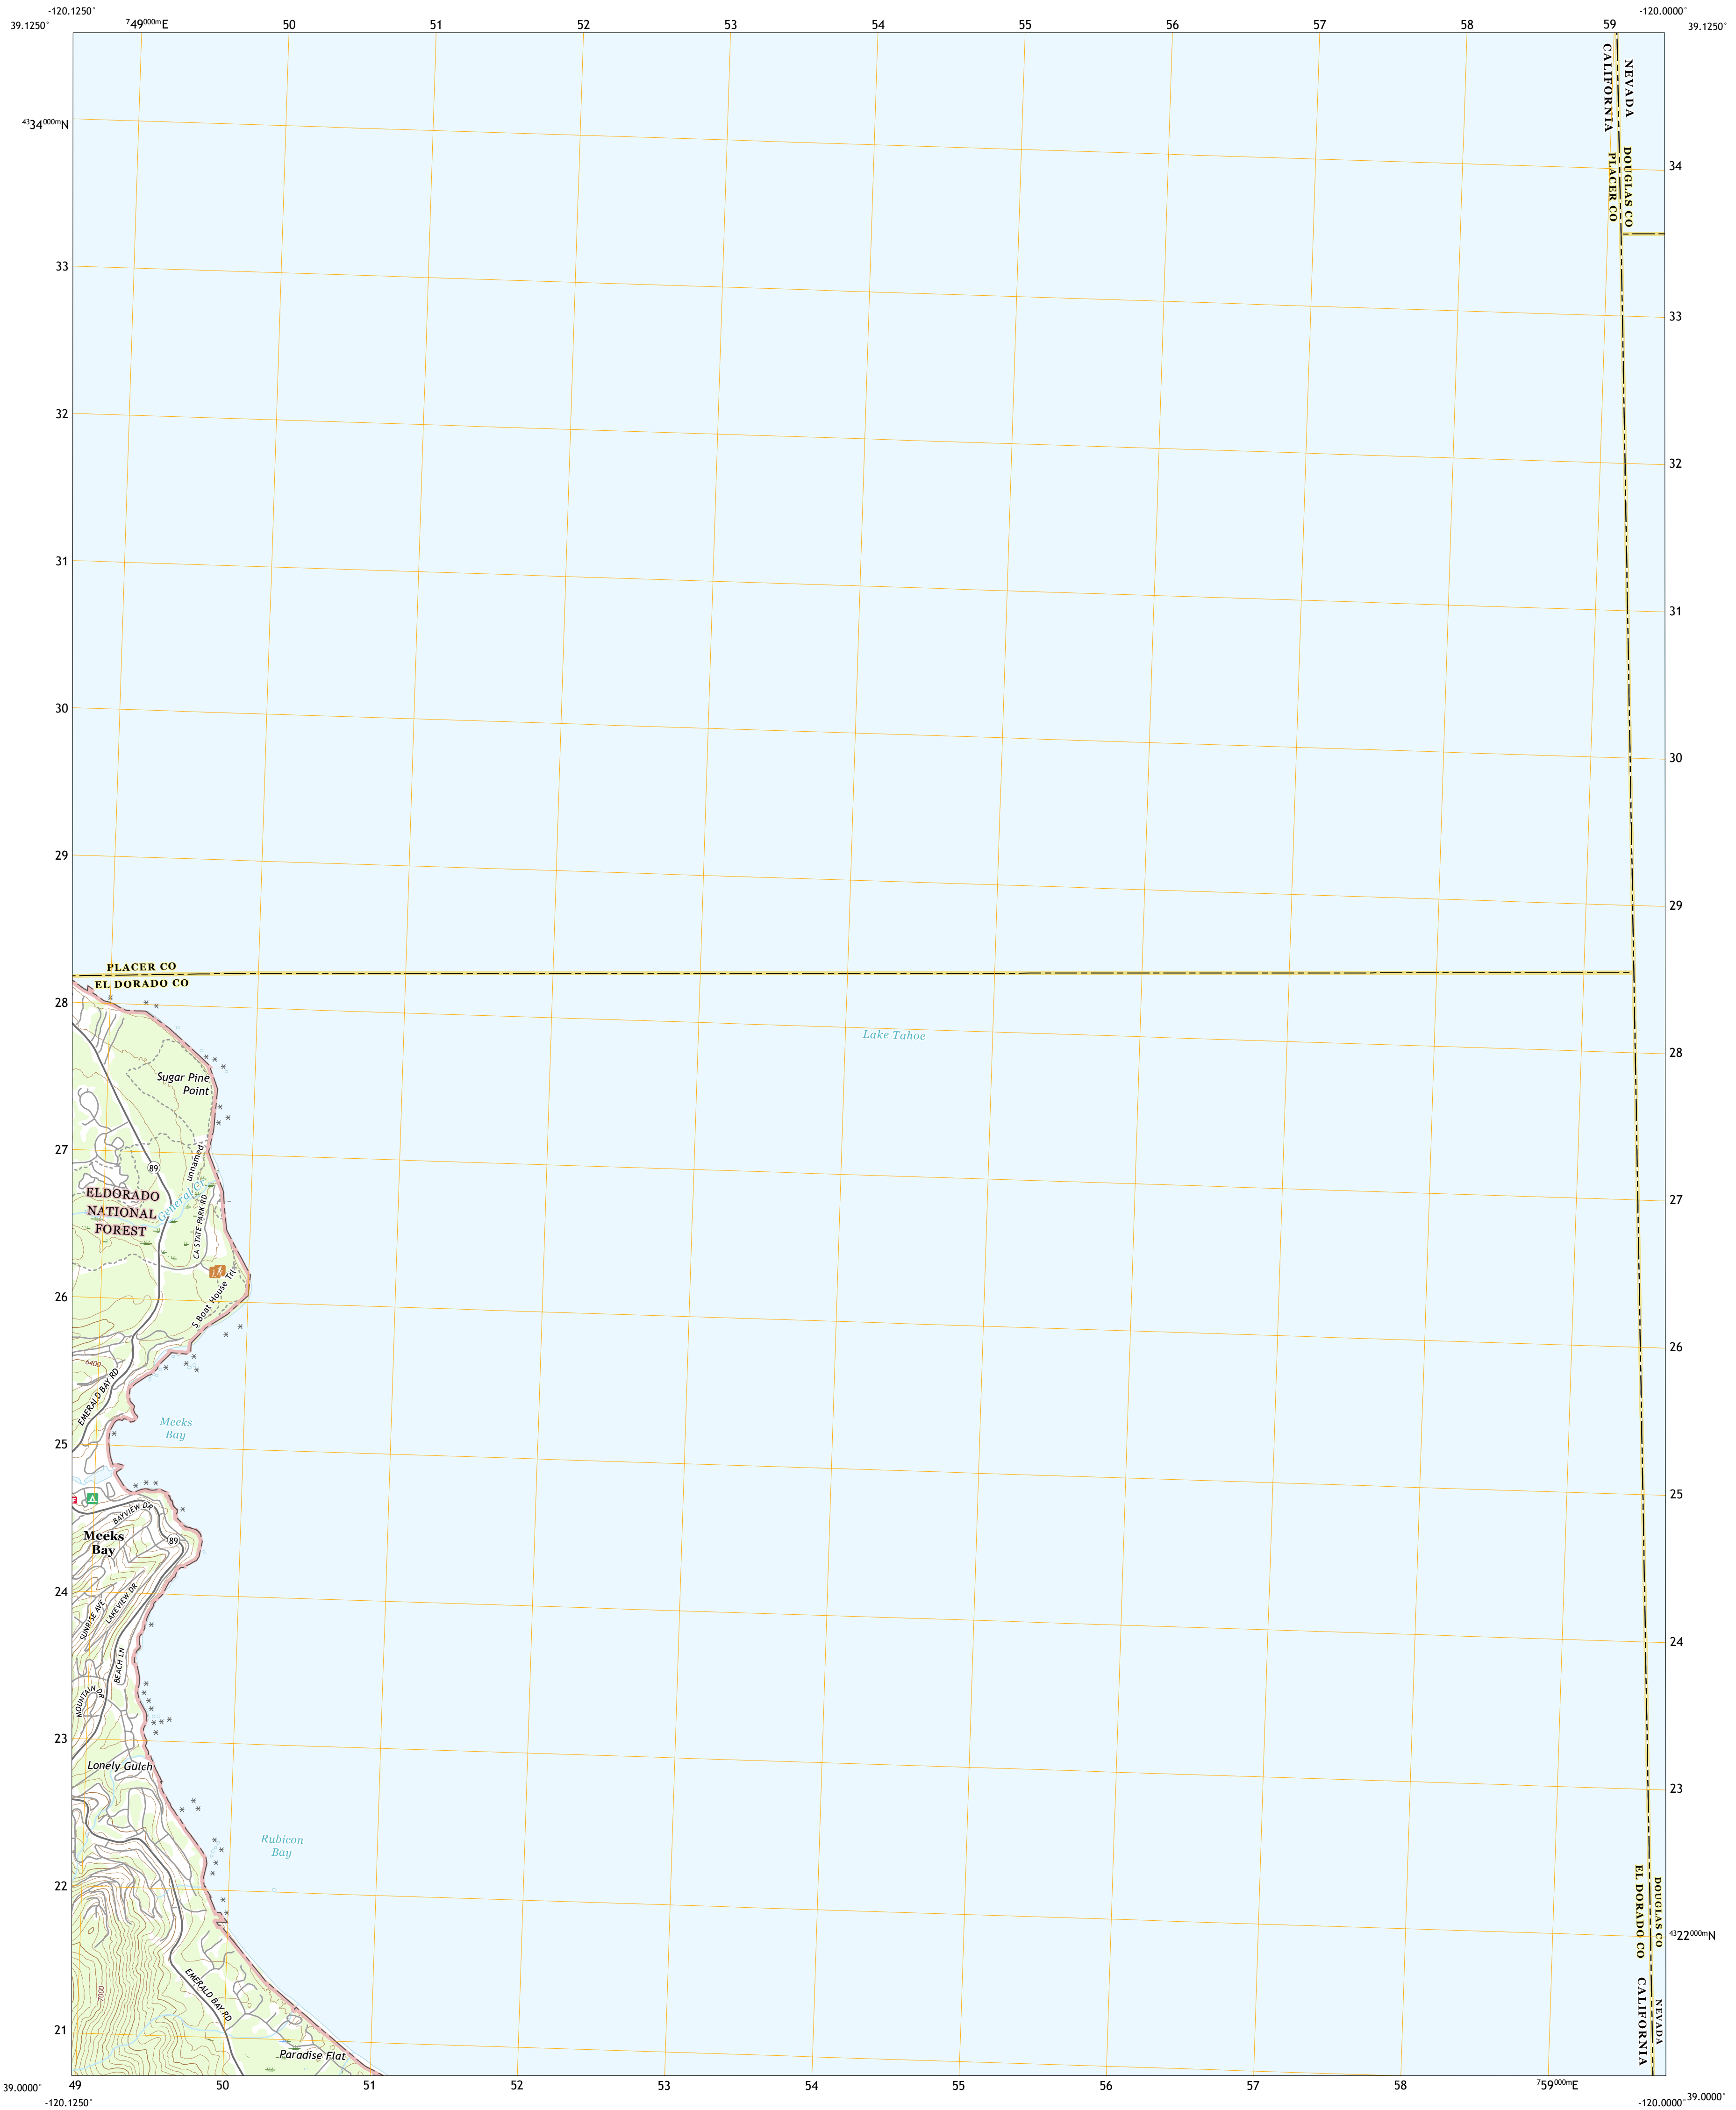 -120.1250°
-120.0000°
39.1250°
⁷49⁰⁰⁰ᵐE
50
51
52
53
54
55
56
57
58
59
39.1250°
CALIFORNIA
NEVADA
⁴³34⁰⁰⁰ᵐN
PLACER CO
DOUGLAS CO
34
33
33
32
32
31
31
30
30
29
29
PLACER CO
EL DORADO CO
28
Lake Tahoe
28
Sugar Pine
Point
27
unnamed
89
General Cr
ELDORADO
NATIONAL
FOREST
CA STATE PARK RD
27
S Boat House Trl
26
26
6400
EMERALD BAY RD
Meeks
Bay
25
25
BAYVIEW DR
Meeks
Bay
89
24
SUNRISE AVE
LAKEVIEW DR
24
BEACH LN
MOUNTAIN DR
23
Lonely Gulch
23
Rubicon
Bay
22
EL DORADO CO
DOUGLAS CO
⁴³22⁰⁰⁰ᵐN
7000
EMERALD BAY RD
CALIFORNIA
NEVADA
21
Paradise Flat
39.0000°
49
50
51
52
53
54
55
56
57
58
⁷59⁰⁰⁰ᵐE
39.0000°
-120.1250°
-120.0000°